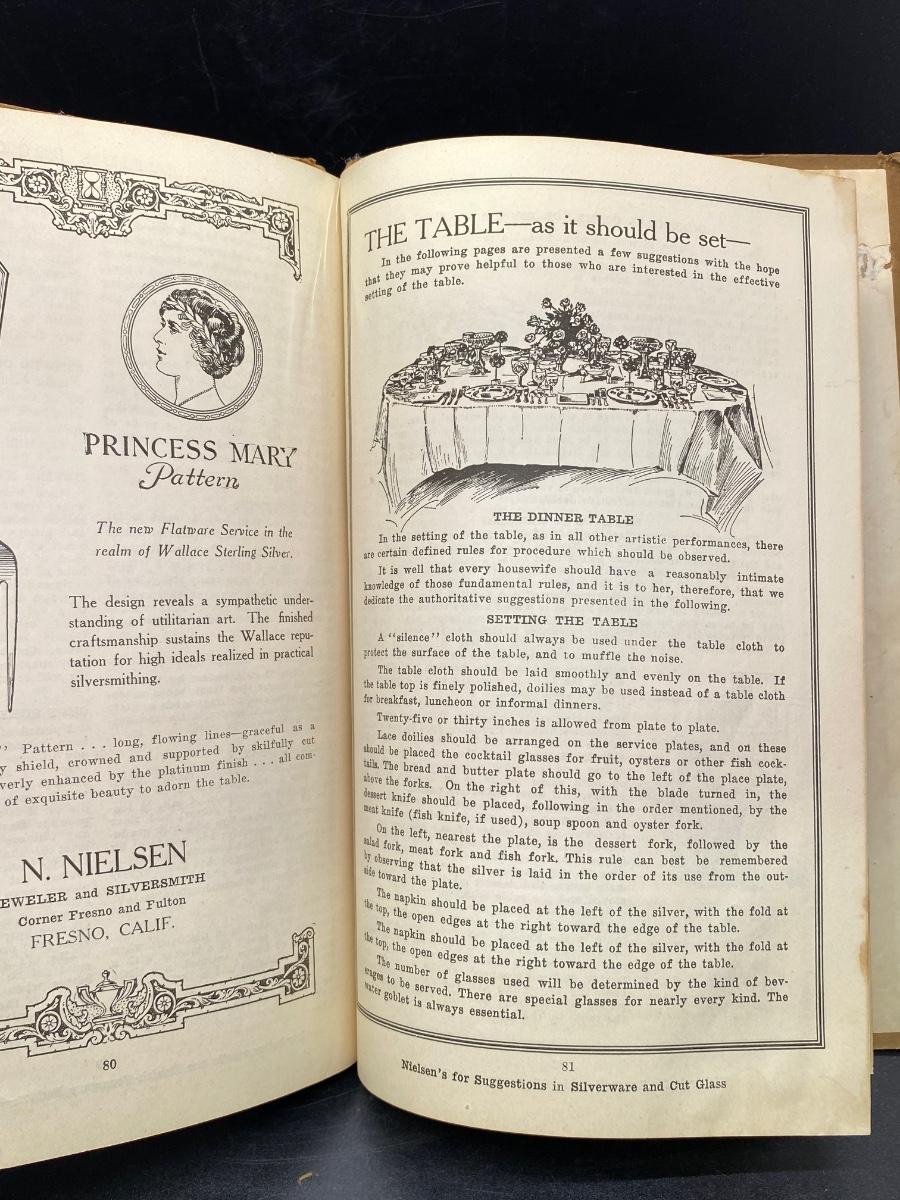 PRINCESS MARY
Pattern
The new Flatware Service in the
realm of Wallace Sterling Silver.
The design reveals a sympathetic under-
standing of utilitarian art. The finished
craftsmanship sustains the Wallace repu-
tation for high ideals realized in practical
silversmithing.
" Pattern . . . long, flowing lines—graceful as a
y shield, crowned and supported by skilfully cut
verly enhanced by the platinum finish . . . all com-
of exquisite beauty to adorn the table.
N. NIELSEN
EWELER and SILVERSMITH
Corner Fresno and Fulton
FRESNO, CALIF.
80
THE TABLE—as it should be set—
In the following pages are presented a few suggestions with the hope
that they may prove helpful to those who are interested in the effective
setting of the table.
THE DINNER TABLE
In the setting of the table, as in all other artistic performances, there
are certain defined rules for procedure which should be observed.
It is well that every housewife should have a reasonably intimate
knowledge of those fundamental rules, and it is to her, therefore, that we
dedicate the authoritative suggestions presented in the following.
SETTING THE TABLE
A "silence" cloth should always be used under the table cloth to
protect the surface of the table, and to muffle the noise.
The table cloth should be laid smoothly and evenly on the table. If
the table top is finely polished, doilies may be used instead of a table cloth
for breakfast, luncheon or informal dinners.
Twenty-five or thirty inches is allowed from plate to plate.
Lace doilies should be arranged on the service plates, and on these
should be placed the cocktail glasses for fruit, oysters or other fish cock-
tails. The bread and butter plate should go to the left of the place plate,
above the forks. On the right of this, with the blade turned in, the
dessert knife should be placed, following in the order mentioned, by the
meat knife (fish knife, if used), soup spoon and oyster fork.
On the left, nearest the plate, is the dessert fork, followed by the
salad fork, meat fork and fish fork. This rule can best be remembered
by observing that the silver is laid in the order of its use from the out-
side toward the plate.
The napkin should be placed at the left of the silver, with the fold at
the top, the open edges at the right toward the edge of the table.
The napkin should be placed at the left of the silver, with the fold at
the top, the open edges at the right toward the edge of the table.
The number of glasses used will be determined by the kind of bev-
erages to be served. There are special glasses for nearly every kind. The
water goblet is always essential.
81
Nielsen's for Suggestions in Silverware and Cut Glass